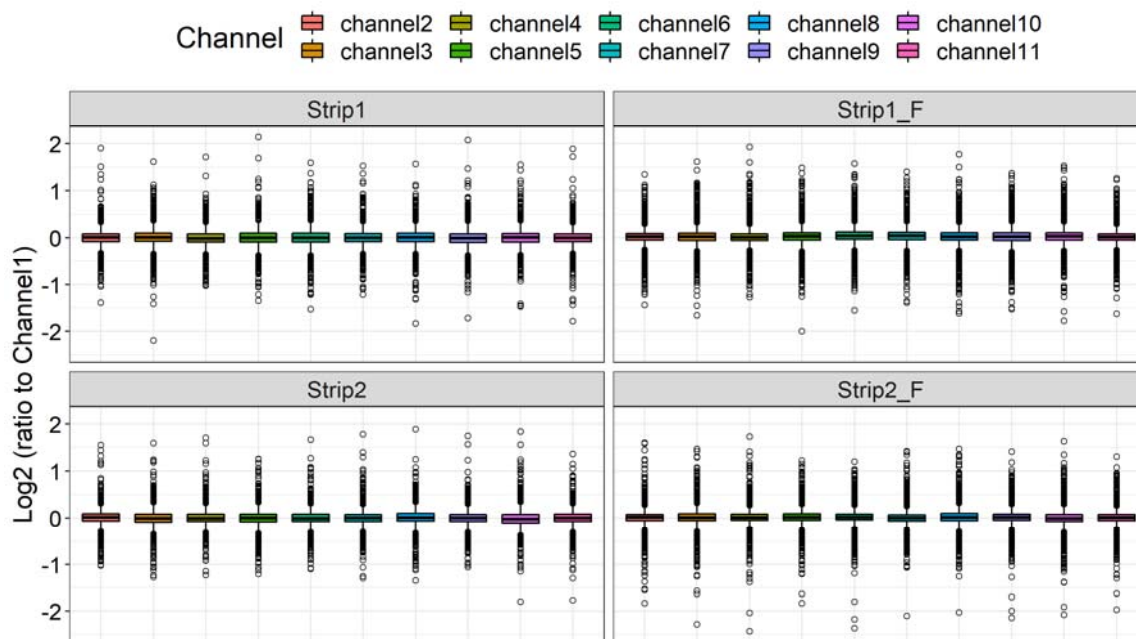 Channel channel2 channel4 channel6 channel8 channel10
channel3 channel5 channel7 channel9 channel11
Strip1 Strip1_F
2
1
0
-1
-2
Strip2 Strip2_F
2
1
0
-1
-2
Log2 (ratio to Channel1)